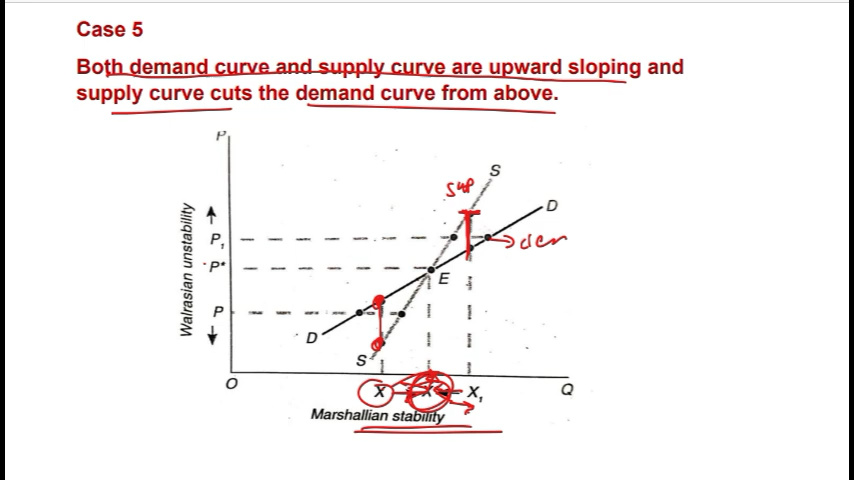 Case 5
Both demand curve and supply curve are upward sloping and
supply curve cuts the demand curve from above.
P
S
sup
D
P₁
dem
P*
E
P
D
S
Walrasian unstability
O
X
X₁
Q
Marshallian stability